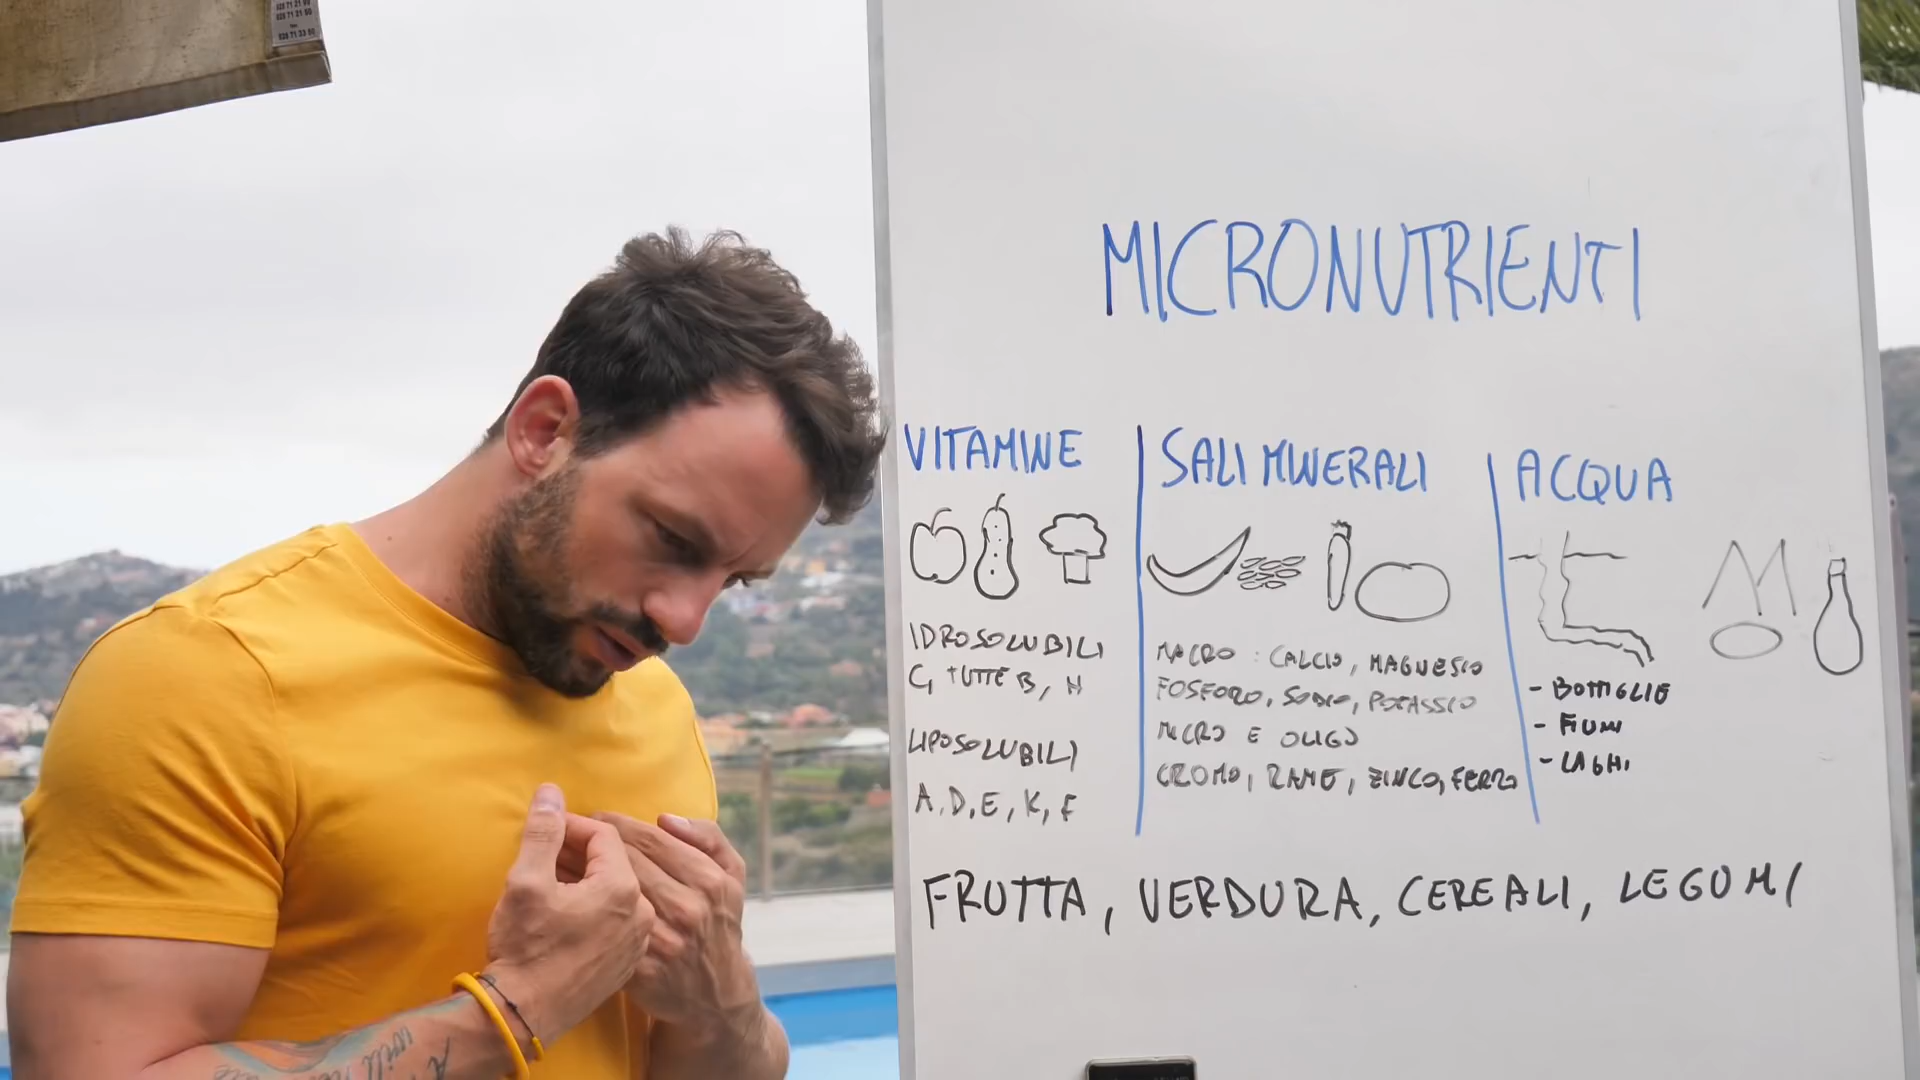 MICRONUTRIENTI
VITAMINE
IDROSOLUBILI
C, TUTTE B, H
LIPOSOLUBILI
A, D, E, K, F
SALI MINERALI
MACRO : CALCIO, MAGNESIO
FOSFORO, SODIO, POTASSIO
MICRO E OLIGO
CROMO, RAME, ZINCO, FERRO
ACQUA
- BOTTIGLIE
- FIUMI
- LAGHI
FRUTTA, VERDURA, CEREALI, LEGUMI